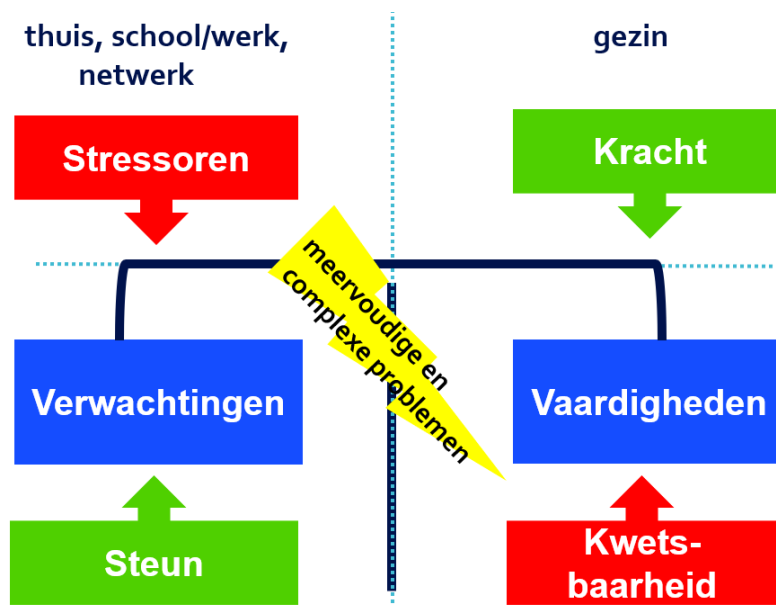 thuis, school/werk,
netwerk
gezin
Stressoren
Kracht
meervoudige en
complexe problemen
Verwachtingen
Vaardigheden
Steun
Kwets-
baarheid